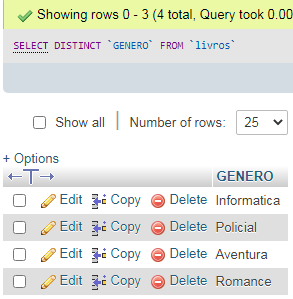 Showing rows 0 - 3 (4 total, Query took 0.00
SELECT DISTINCT `GENERO` FROM `livros`
Show all | Number of rows: 25
+ Options
←T→ GENERO
Edit Copy Delete Informatica
Edit Copy Delete Policial
Edit Copy Delete Aventura
Edit Copy Delete Romance